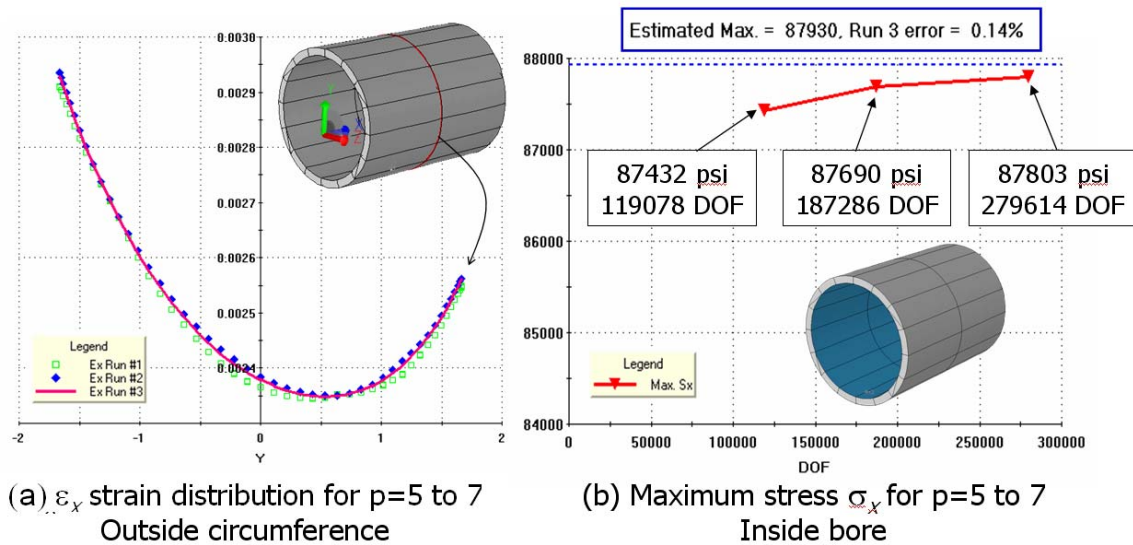 0.0030
0.0029
0.0028
0.0027
0.0026
0.0025
0.0024
Y
X
Z
Legend
Ex Run #1
Ex Run #2
Ex Run #3
-2 -1 0 1 2
Y
(a) εx strain distribution for p=5 to 7
Outside circumference
Estimated Max. = 87930, Run 3 error = 0.14%
88000
87000
86000
85000
84000
87432 psi
119078 DOF
87690 psi
187286 DOF
87803 psi
279614 DOF
Legend
Max. Sx
0 50000 100000 150000 200000 250000 300000
DOF
(b) Maximum stress σx for p=5 to 7
Inside bore